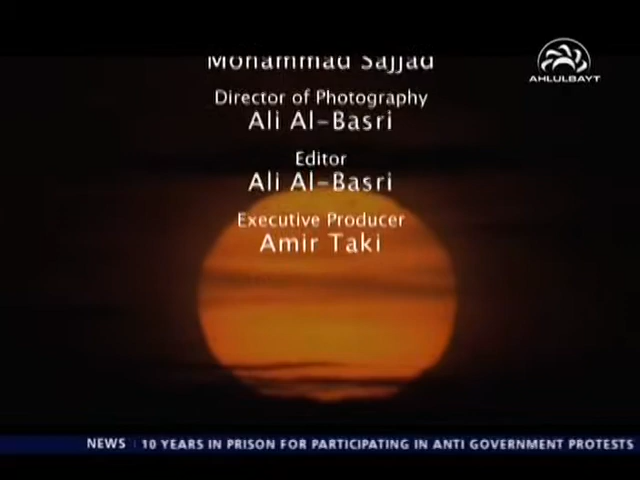 Mohammad Sajjad
AHLULBAYT
Director of Photography
Ali Al-Basri
Editor
Ali Al-Basri
Executive Producer
Amir Taki
NEWS 10 YEARS IN PRISON FOR PARTICIPATING IN ANTI GOVERNMENT PROTESTS